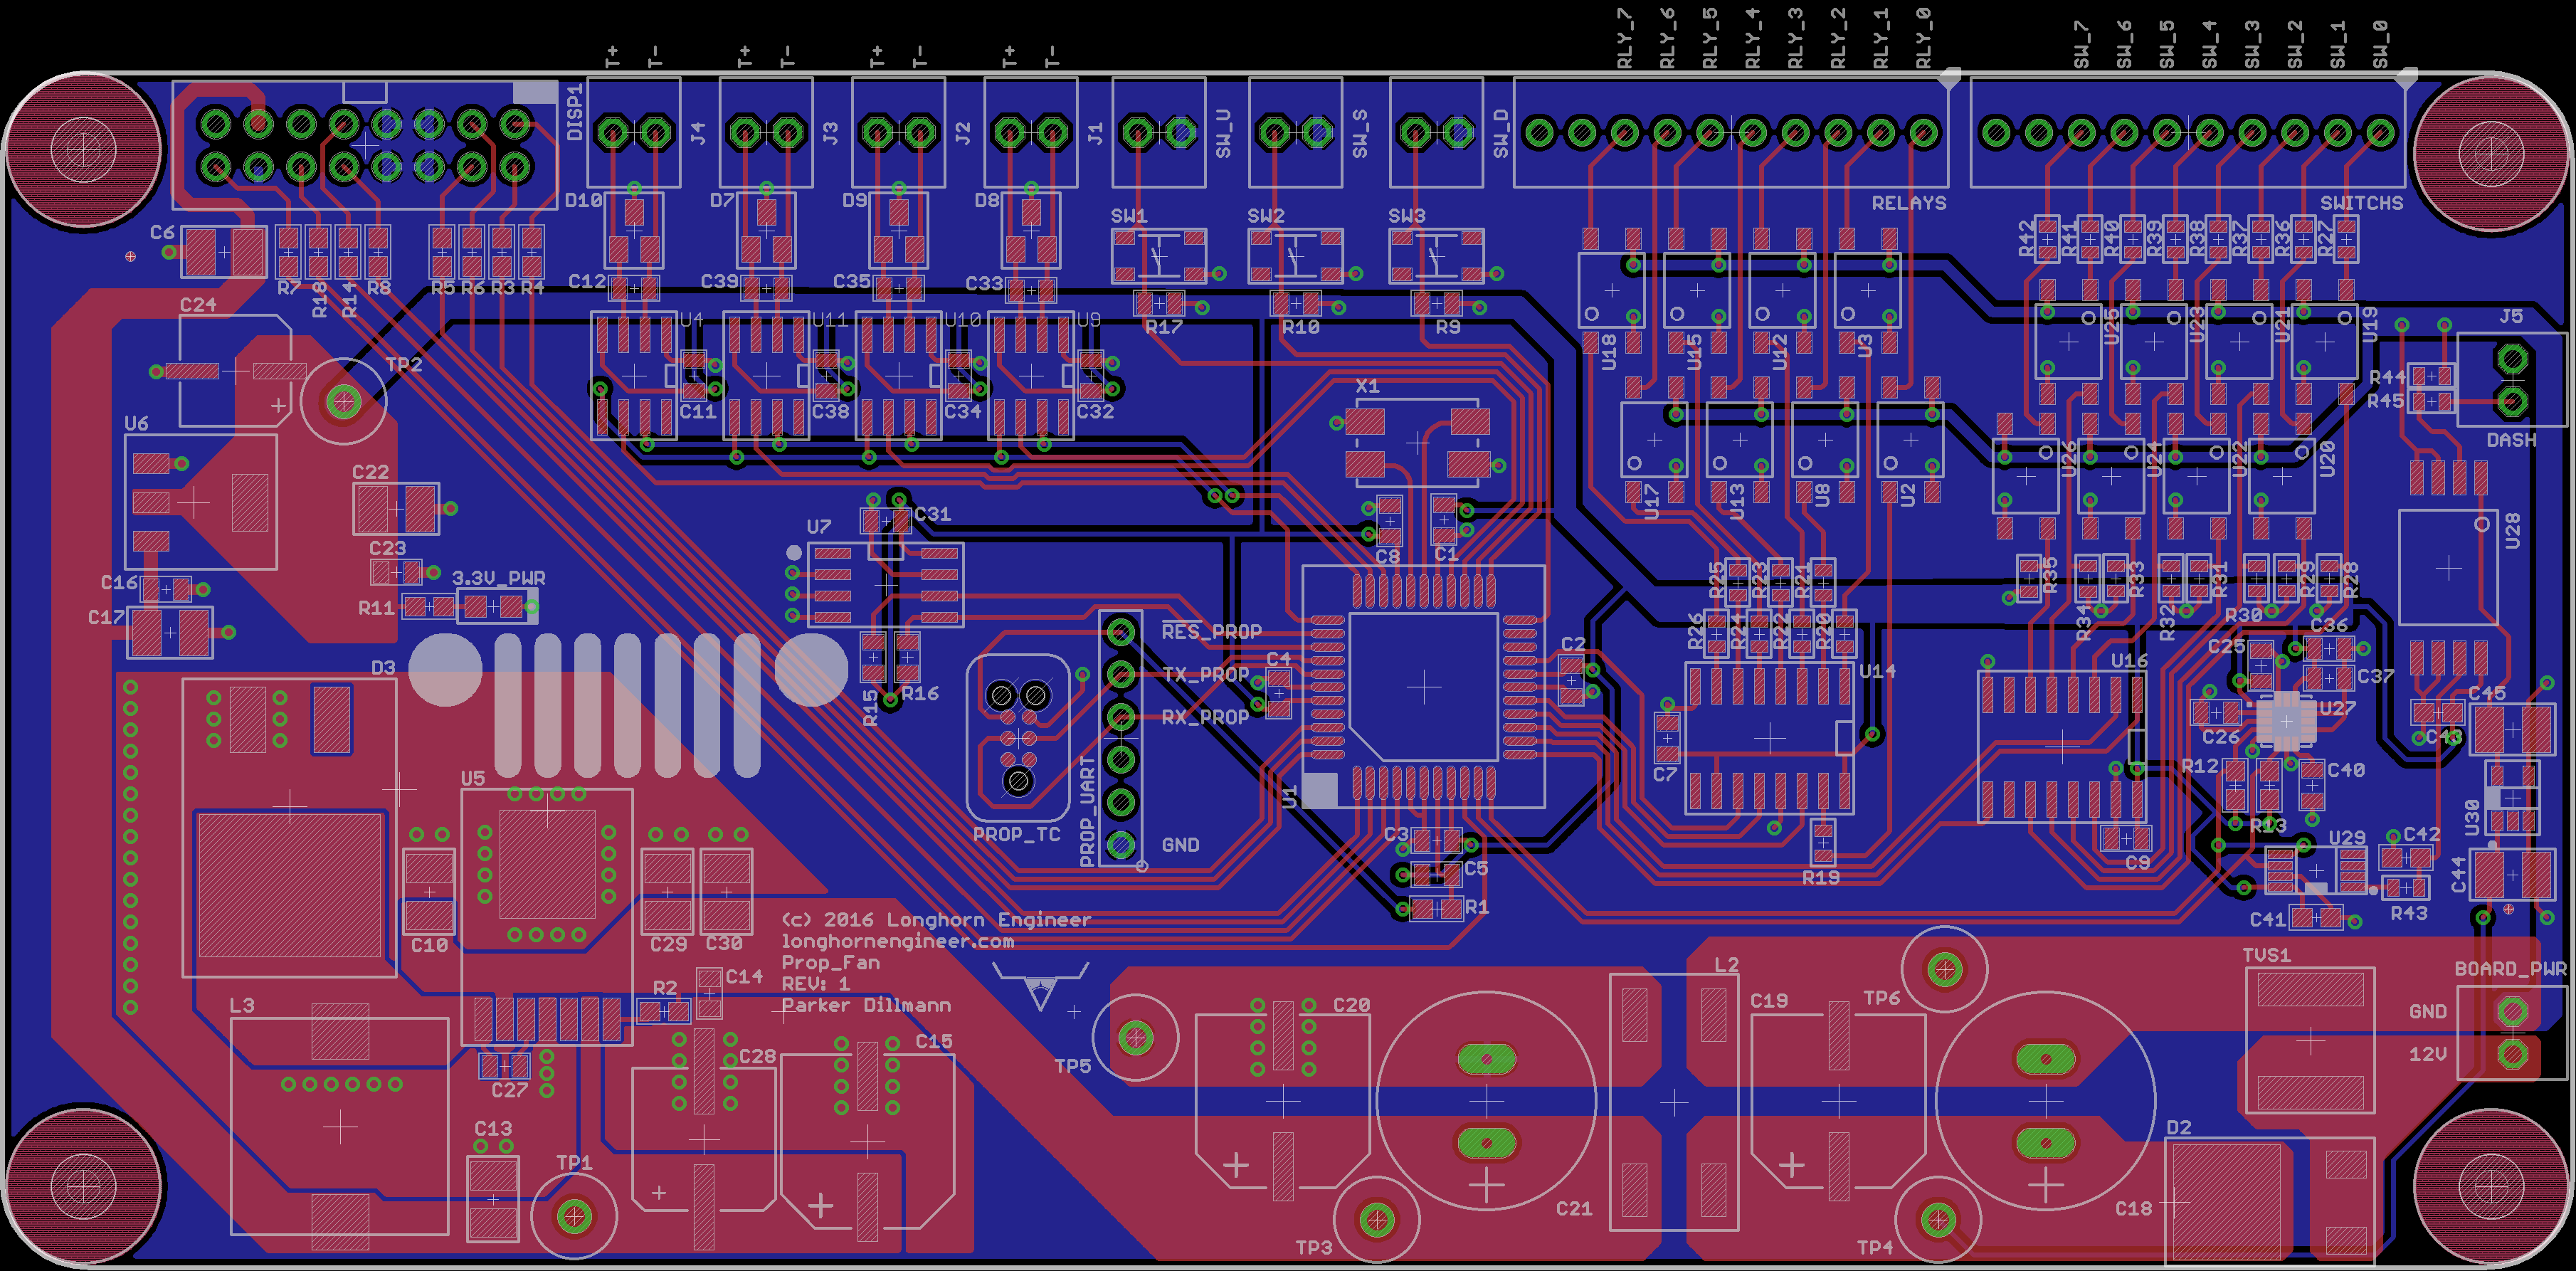 RLY_7
RLY_6
RLY_5
RLY_4
RLY_3
RLY_2
RLY_1
RLY_0
SW_7
SW_6
SW_5
SW_4
SW_3
SW_2
SW_1
SW_0
T+
T-
T+
T-
T+
T-
T+
T-
DISP1
J4
J3
J2
J1
SW_U
SW_S
SW_D
RELAYS
SWITCHS
D10
D7
D9
D8
SW1
SW2
SW3
C6
R7
R18
R14
R8
R5
R6
R3
R4
C12
C39
C35
C33
R17
R10
R9
R42
R41
R40
R39
R38
R37
R36
R27
C24
U4
U11
U10
U9
U18
U15
U12
U3
U25
U23
U21
U19
J5
TP2
X1
R44
R45
C11
C38
C34
C32
DASH
U6
C22
U17
U13
U8
U2
U26
U24
U22
U20
U28
U7
C31
C8
C1
C23
3.3V_PWR
C16
R11
C17
R25
R23
R21
R26
R24
R22
R20
R35
R33
R31
R29
R28
R34
R32
R30
C36
C25
C37
RES_PROP
TX_PROP
RX_PROP
GND
PROP_UART
PROP_TC
D3
R15
R16
C4
C2
U14
U16
C7
C45
C26
U27
C43
U5
U1
R12
C40
R13
U30
C3
C5
R1
R19
C9
U29
C42
C44
R43
C41
C10
C29
C30
(c) 2016 Longhorn Engineer
longhornengineer.com
Prop_Fan
REV: 1
Parker Dillmann
R2
C14
L3
L2
TVS1
BOARD_PWR
GND
12V
C20
C19
TP6
TP5
C28
C15
C27
C13
TP1
D2
C21
C18
TP3
TP4
+
+
+
+
+